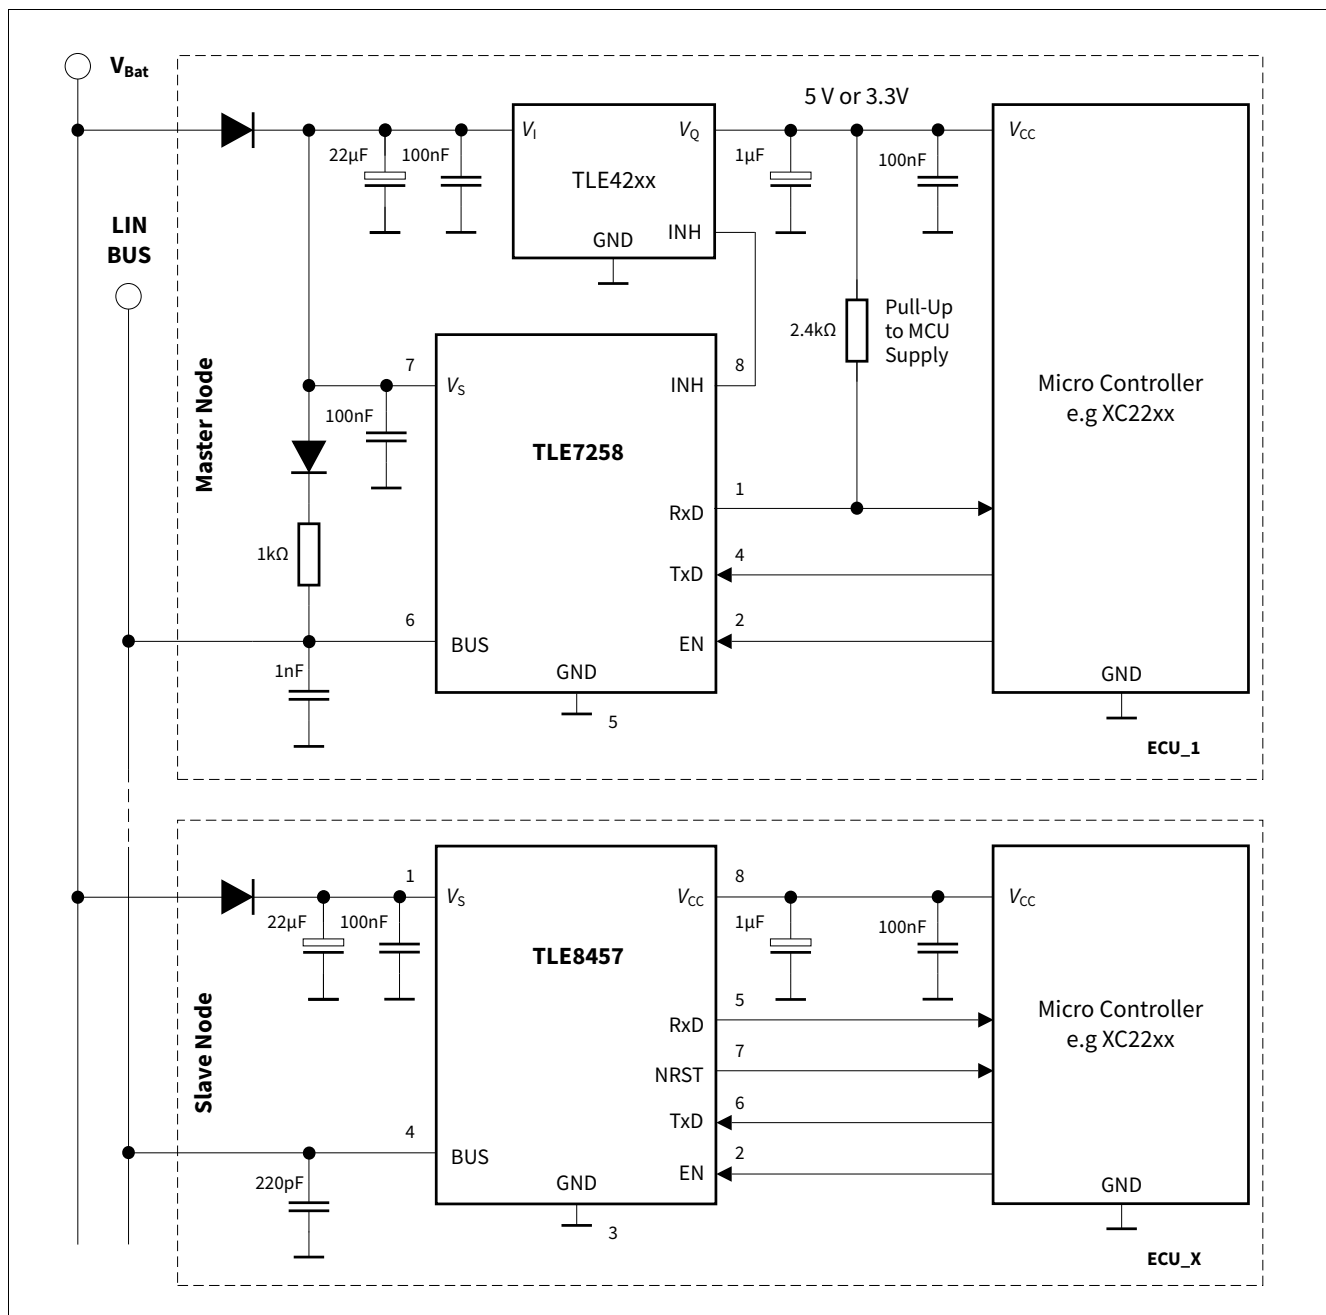 V_Bat
5 V or 3.3V
V_I
V_Q
V_CC
22µF
100nF
1µF
100nF
TLE42xx
LIN
BUS
GND
INH
2.4kΩ
Pull-Up
to MCU
Supply
Master Node
7
V_S
INH
8
100nF
TLE7258
Micro Controller
e.g XC22xx
RxD
1
1kΩ
TxD
4
6
BUS
EN
2
1nF
GND
5
GND
ECU_1
Slave Node
1
V_S
V_CC
8
V_CC
22µF
100nF
1µF
100nF
TLE8457
RxD
5
Micro Controller
e.g XC22xx
NRST
7
TxD
6
4
BUS
EN
2
220pF
GND
3
GND
ECU_X